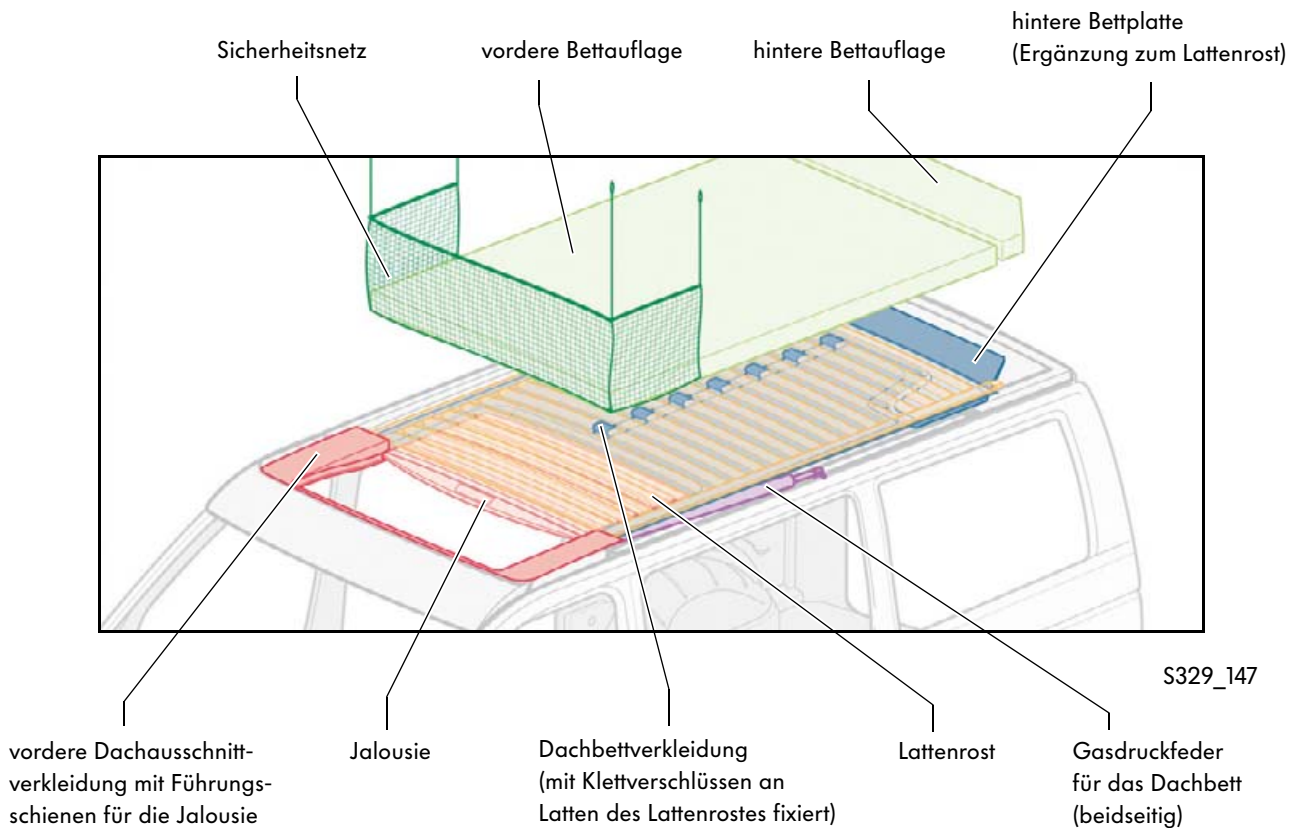 hintere Bettplatte
(Ergänzung zum Lattenrost)
Sicherheitsnetz
vordere Bettauflage
hintere Bettauflage
S329_147
vordere Dachausschnitt-
verkleidung mit Führungs-
schienen für die Jalousie
Jalousie
Dachbettverkleidung
(mit Klettverschlüssen an
Latten des Lattenrostes fixiert)
Lattenrost
Gasdruckfeder
für das Dachbett
(beidseitig)